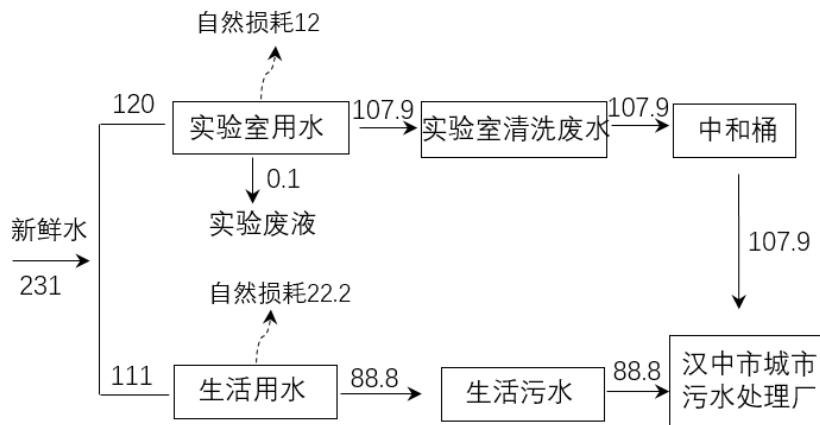 自然损耗12
120
实验室用水
107.9
实验室清洗废水
107.9
中和桶
0.1
实验废液
107.9
新鲜水
231
自然损耗22.2
111
生活用水
88.8
生活污水
88.8
汉中市城市
污水处理厂